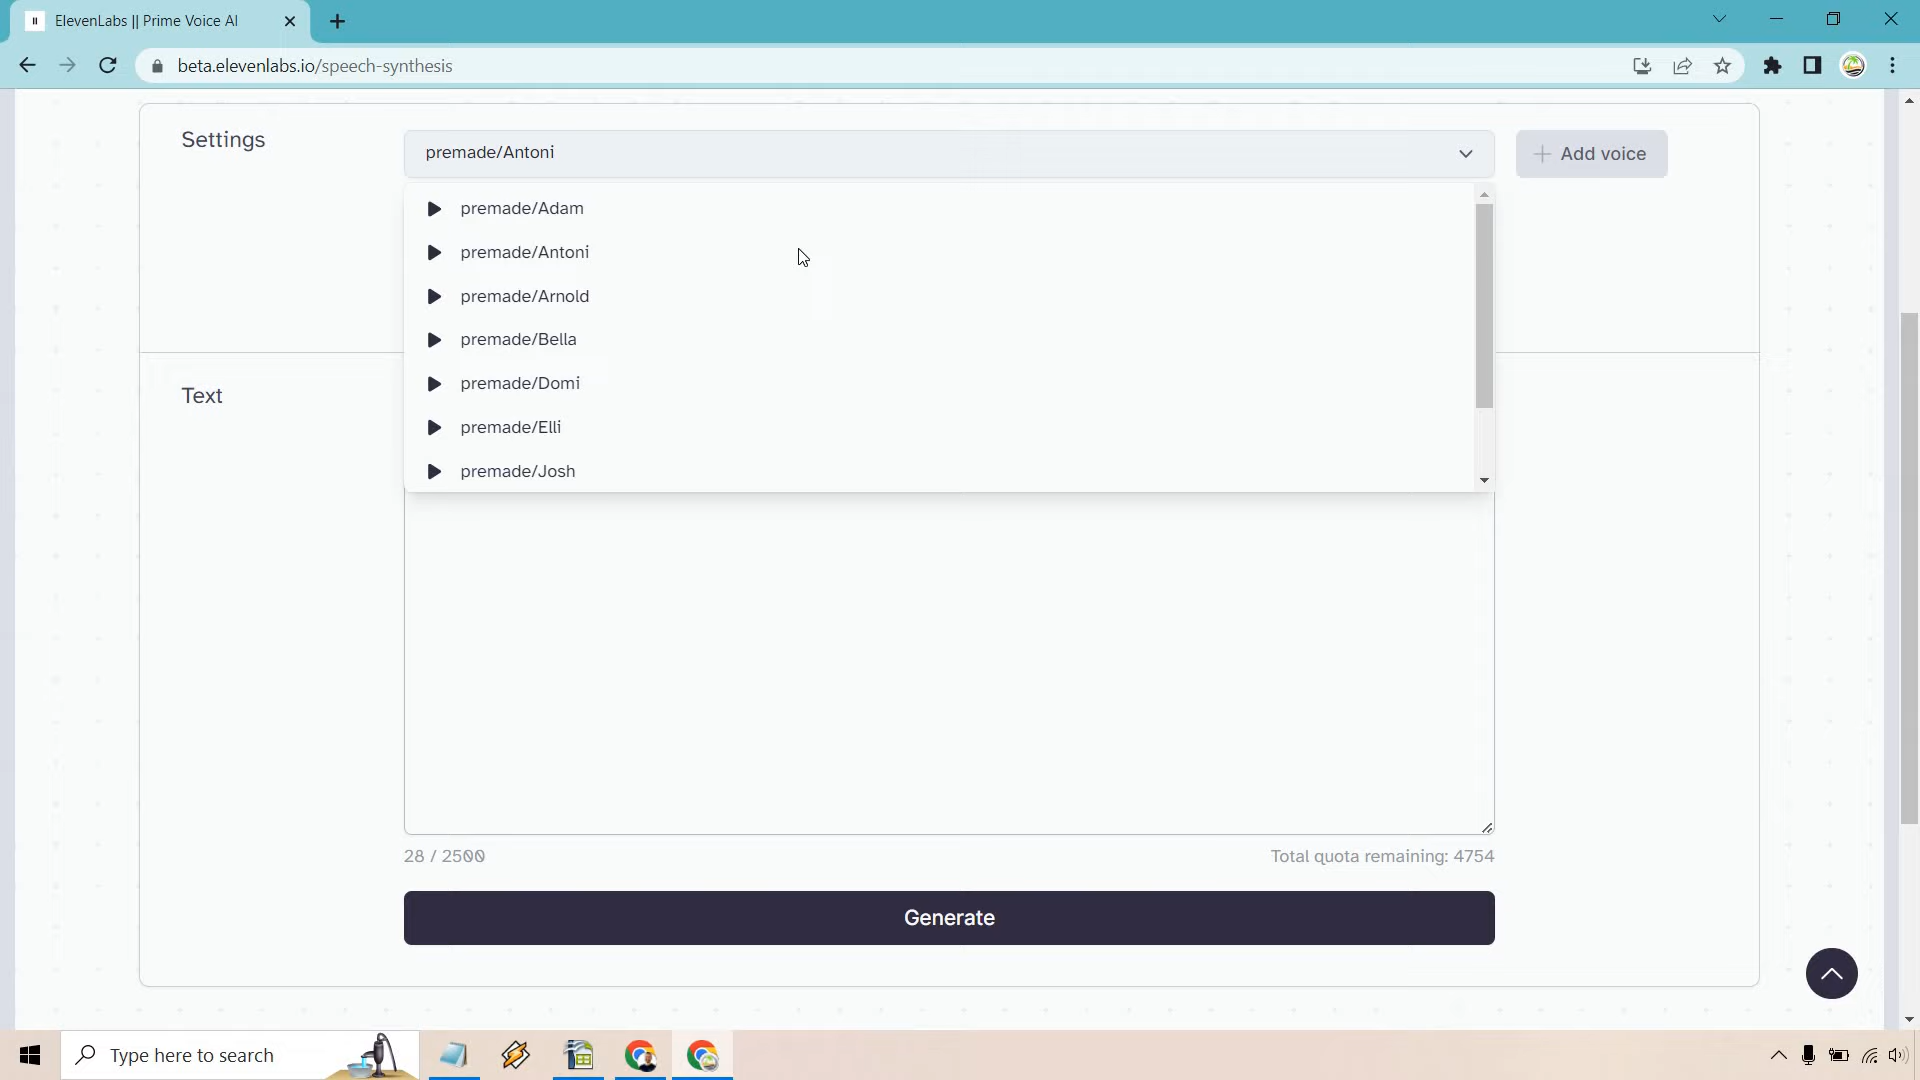 ElevenLabs || Prime Voice AI
beta.elevenlabs.io/speech-synthesis
Settings
premade/Antoni
Add voice
premade/Adam
premade/Antoni
premade/Arnold
premade/Bella
premade/Domi
premade/Elli
premade/Josh
Text
28 / 2500
Total quota remaining: 4754
Generate
Type here to search